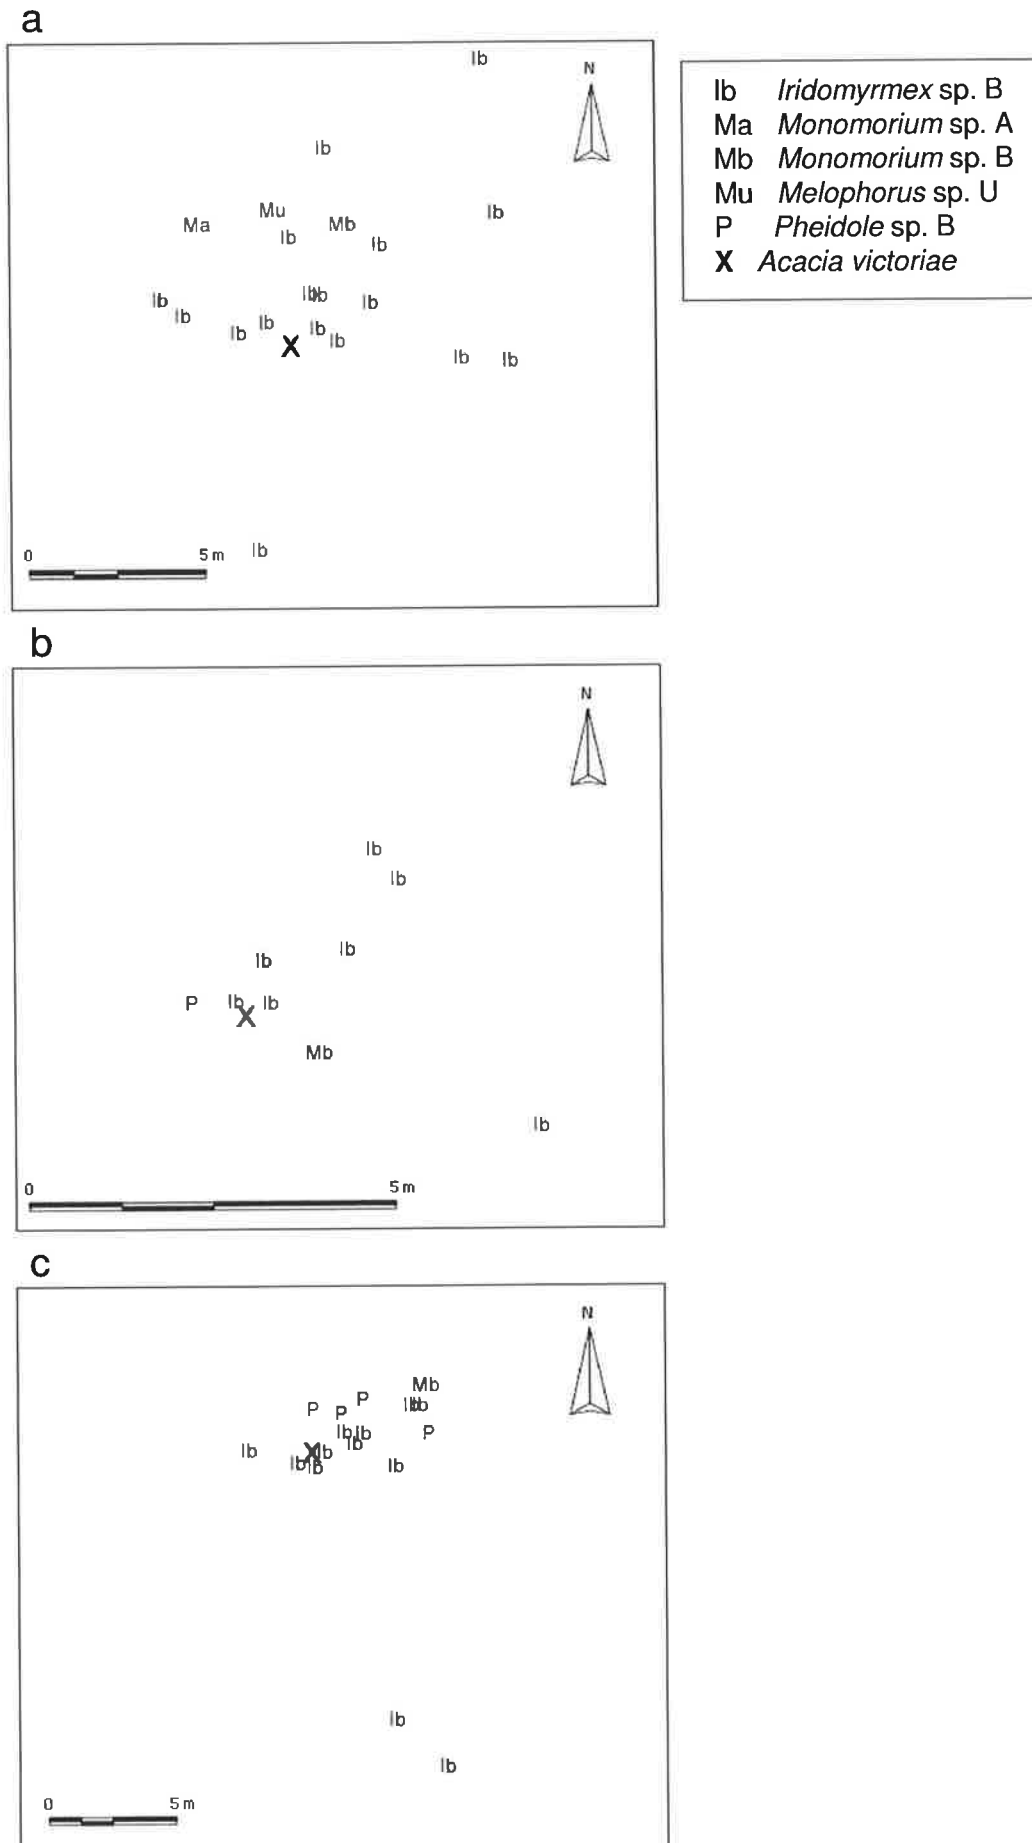 a
Ib
N
Ib
Ma Mu Mb Ib
Ib Ib
Ib IbIb Ib
Ib Ib Ib Ib
Ib
X
Ib Ib
0 5 m Ib
Ib Iridomyrmex sp. B
Ma Monomorium sp. A
Mb Monomorium sp. B
Mu Melophorus sp. U
P Pheidole sp. B
X Acacia victoriae
b
N
Ib
Ib
Ib
Ib
P Ib Ib
X
Mb
Ib
0 5 m
c
N
Mb
P P IbIb
P
IbIb P
Ib
Ib X Ib
Ib Ib Ib
Ib
Ib
0 5 m